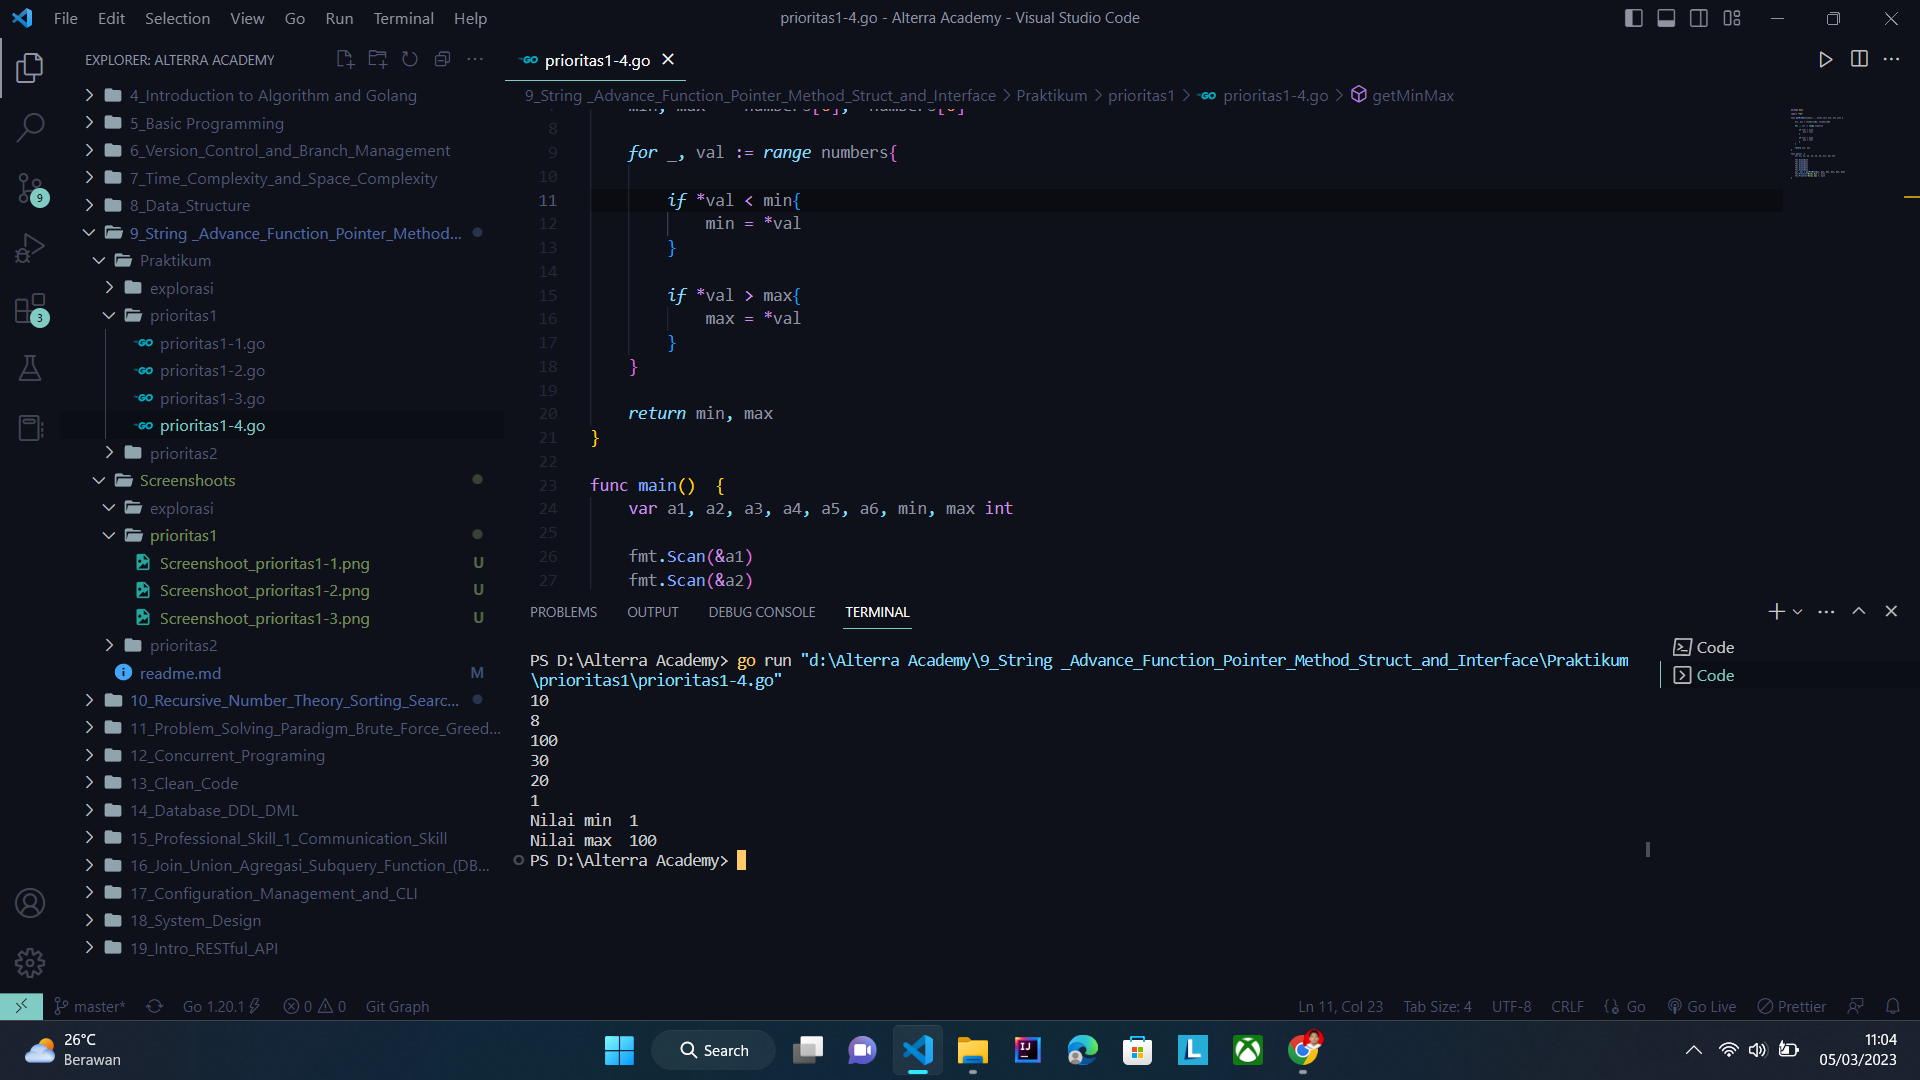 File Edit Selection View Go Run Terminal Help
prioritas1-4.go - Alterra Academy - Visual Studio Code
EXPLORER: ALTERRA ACADEMY
4_Introduction to Algorithm and Golang
5_Basic Programming
6_Version_Control_and_Branch_Management
7_Time_Complexity_and_Space_Complexity
8_Data_Structure
9_String _Advance_Function_Pointer_Method...
Praktikum
explorasi
prioritas1
prioritas1-1.go
prioritas1-2.go
prioritas1-3.go
prioritas1-4.go
prioritas2
Screenshoots
explorasi
prioritas1
Screenshoot_prioritas1-1.png U
Screenshoot_prioritas1-2.png U
Screenshoot_prioritas1-3.png U
prioritas2
readme.md M
10_Recursive_Number_Theory_Sorting_Searc...
11_Problem_Solving_Paradigm_Brute_Force_Greed...
12_Concurrent_Programing
13_Clean_Code
14_Database_DDL_DML
15_Professional_Skill_1_Communication_Skill
16_Join_Union_Agregasi_Subquery_Function_(DB...
17_Configuration_Management_and_CLI
18_System_Design
19_Intro_RESTful_API
9
3
prioritas1-4.go
9_String _Advance_Function_Pointer_Method_Struct_and_Interface > Praktikum > prioritas1 > prioritas1-4.go > getMinMax
8
9 for _, val := range numbers{
10
11 if *val < min{
12 min = *val
13 }
14
15 if *val > max{
16 max = *val
17 }
18 }
19
20 return min, max
21 }
22
23 func main()  {
24 var a1, a2, a3, a4, a5, a6, min, max int
25
26 fmt.Scan(&a1)
27 fmt.Scan(&a2)
PROBLEMS OUTPUT DEBUG CONSOLE TERMINAL
PS D:\Alterra Academy> go run "d:\Alterra Academy\9_String _Advance_Function_Pointer_Method_Struct_and_Interface\Praktikum
\prioritas1\prioritas1-4.go"
10
8
100
30
20
1
Nilai min  1
Nilai max  100
PS D:\Alterra Academy>
Code
Code
master* Go 1.20.1 0 0 Git Graph
Ln 11, Col 23 Tab Size: 4 UTF-8 CRLF Go Go Live Prettier
26°C
Berawan
Search
11:04
05/03/2023